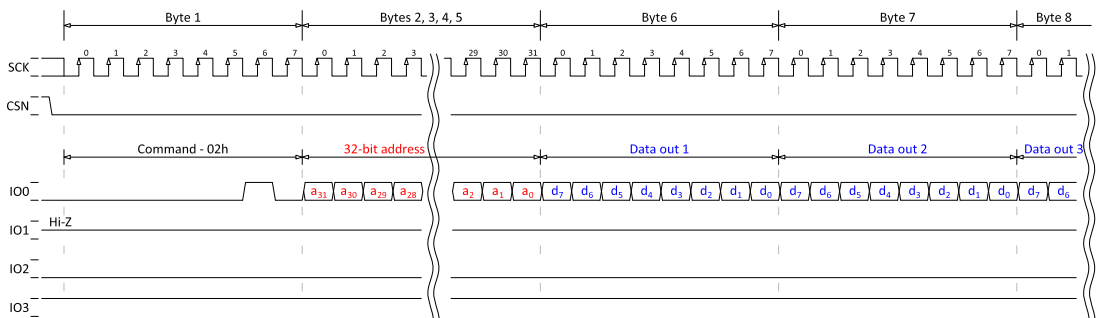 Byte 1 Bytes 2, 3, 4, 5 Byte 6 Byte 7 Byte 8
0 1 2 3 4 5 6 7 0 1 2 3 29 30 31 0 1 2 3 4 5 6 7 0 1 2 3 4 5 6 7 0 1
SCK
CSN
Command - 02h 32-bit address Data out 1 Data out 2 Data out 3
IO0 a31 a30 a29 a28 a2 a1 a0 d7 d6 d5 d4 d3 d2 d1 d0 d7 d6 d5 d4 d3 d2 d1 d0 d7 d6
Hi-Z
IO1
IO2
IO3